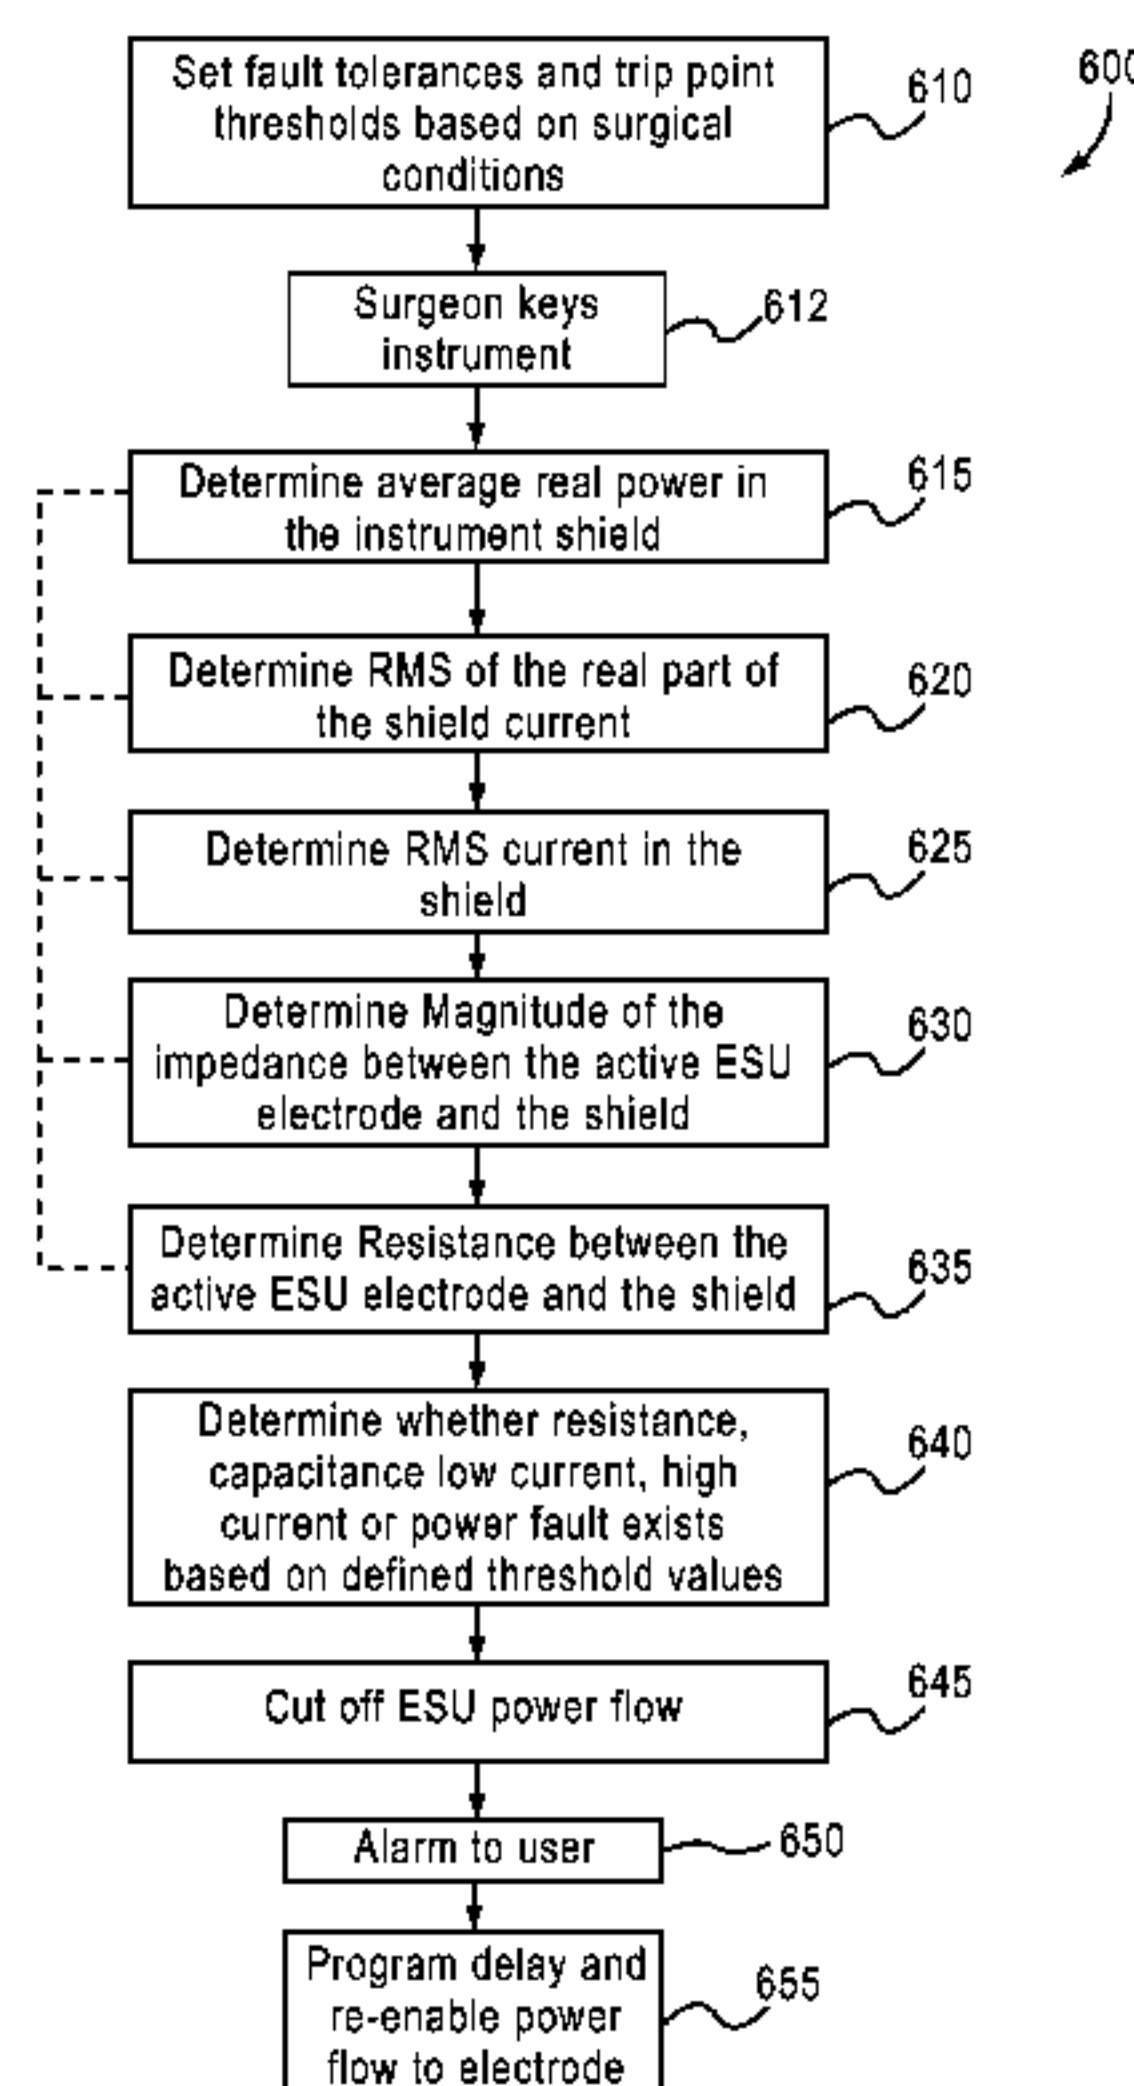 Set fault tolerances and trip point
thresholds based on surgical
conditions
610
600
Surgeon keys
instrument
612
Determine average real power in
the instrument shield
615
Determine RMS of the real part of
the shield current
620
Determine RMS current in the
shield
625
Determine Magnitude of the
impedance between the active ESU
electrode and the shield
630
Determine Resistance between the
active ESU electrode and the shield
635
Determine whether resistance,
capacitance low current, high
current or power fault exists
based on defined threshold values
640
Cut off ESU power flow
645
Alarm to user
650
Program delay and
re-enable power
flow to electrode
655